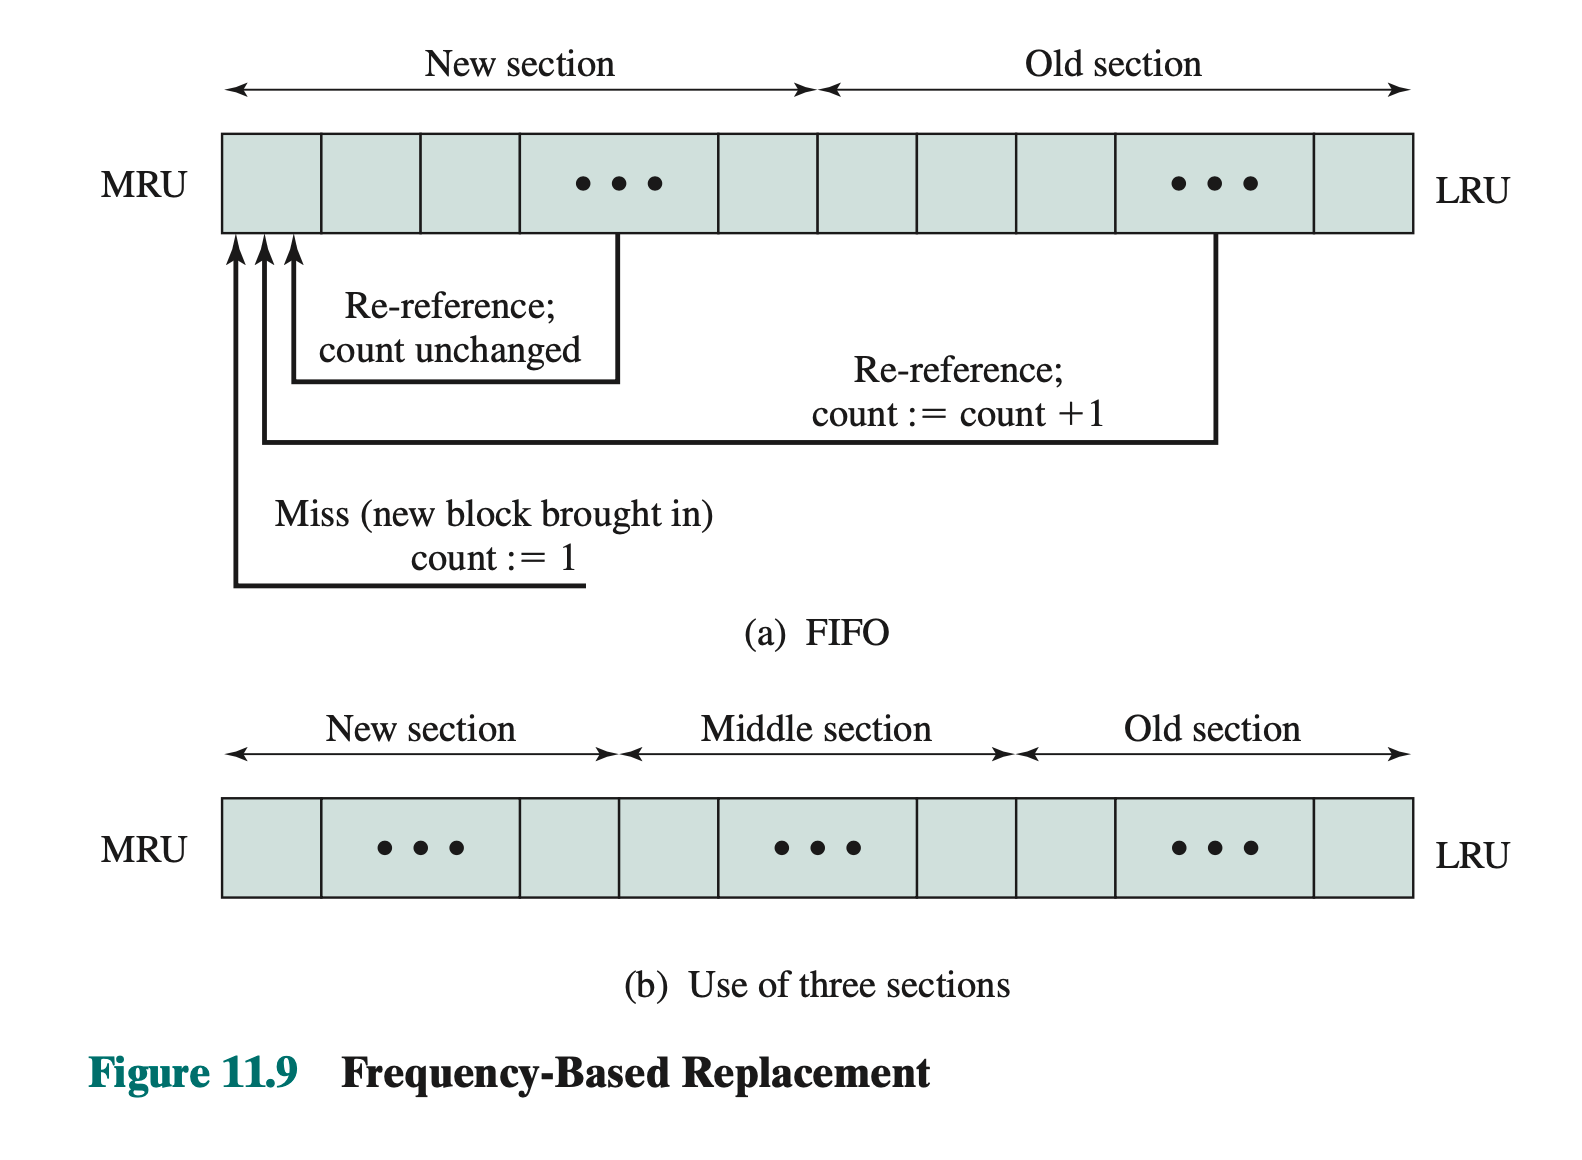 New section Old section
MRU LRU
Re-reference;
count unchanged
Re-reference;
count := count +1
Miss (new block brought in)
count := 1
(a) FIFO
New section Middle section Old section
MRU LRU
(b) Use of three sections
Figure 11.9 Frequency-Based Replacement